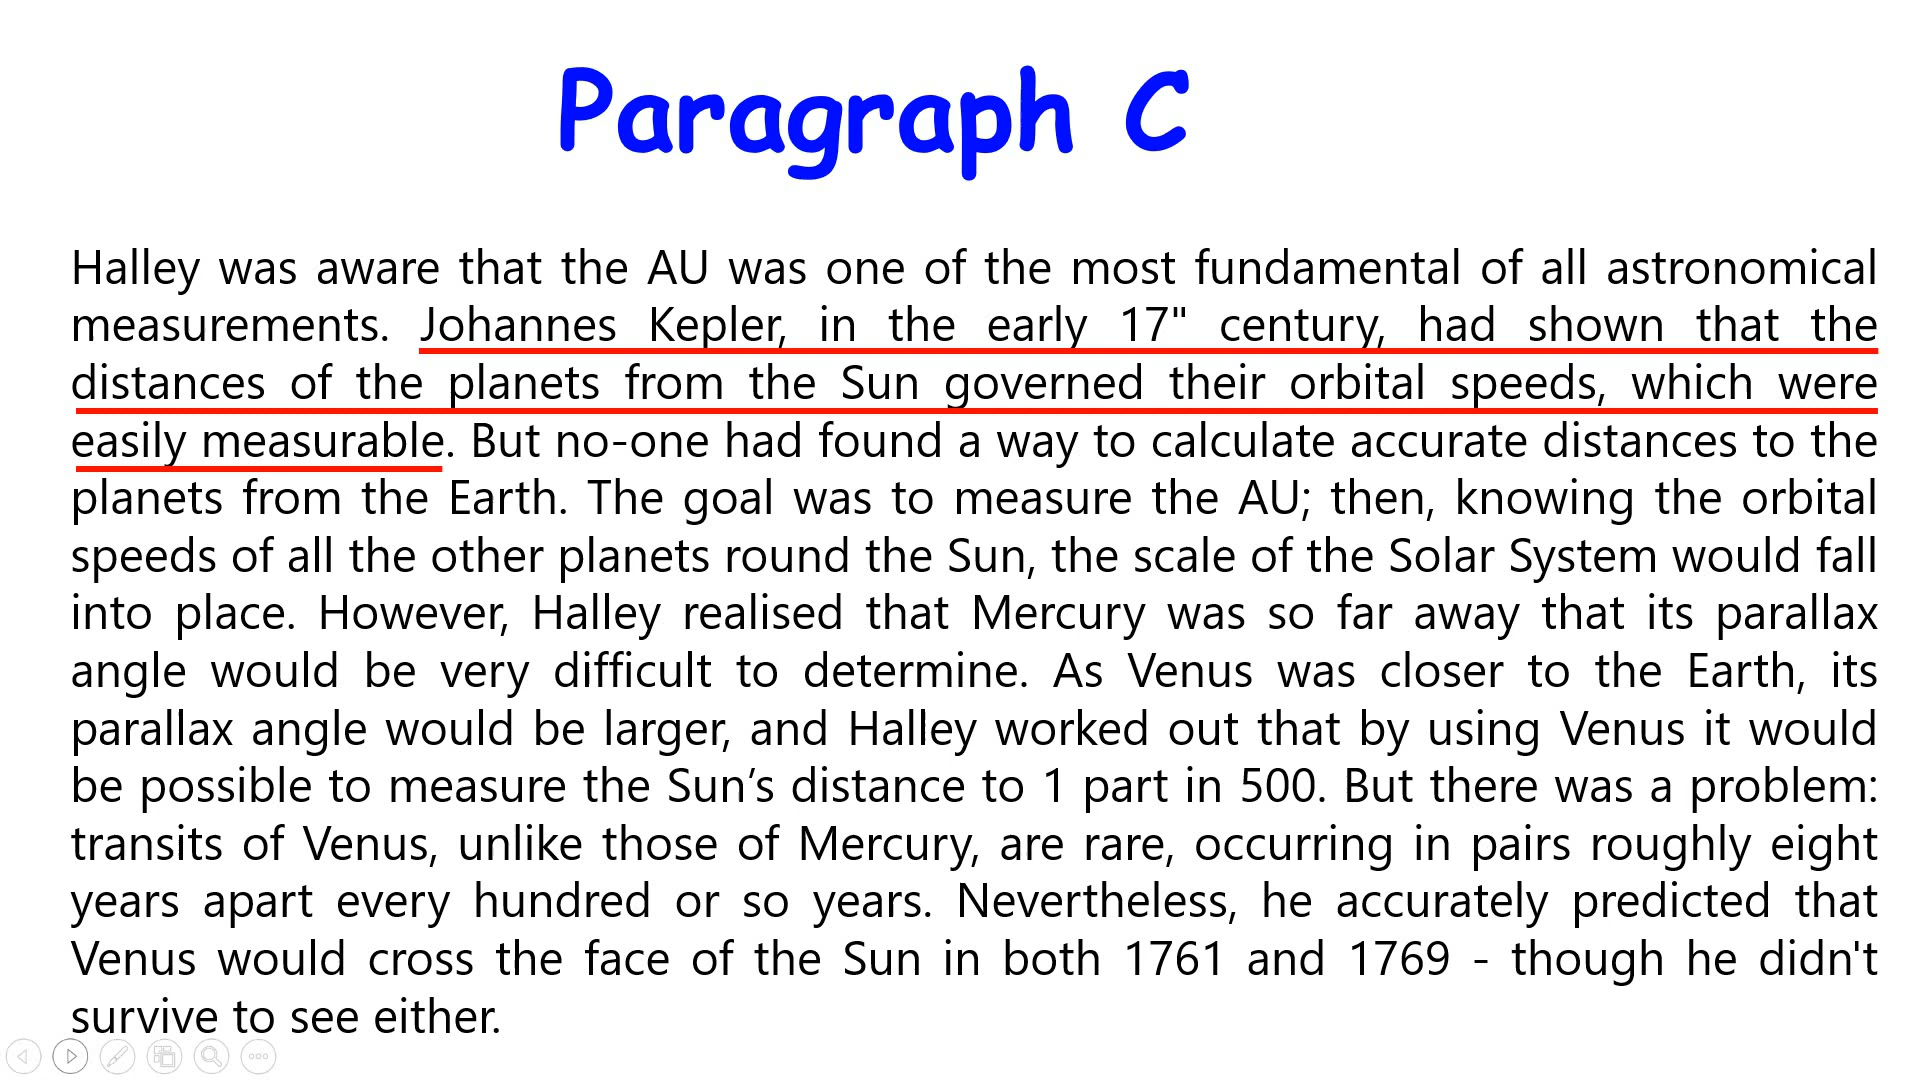 Paragraph C
Halley was aware that the AU was one of the most fundamental of all astronomical
measurements. Johannes Kepler, in the early 17" century, had shown that the
distances of the planets from the Sun governed their orbital speeds, which were
easily measurable. But no-one had found a way to calculate accurate distances to the
planets from the Earth. The goal was to measure the AU; then, knowing the orbital
speeds of all the other planets round the Sun, the scale of the Solar System would fall
into place. However, Halley realised that Mercury was so far away that its parallax
angle would be very difficult to determine. As Venus was closer to the Earth, its
parallax angle would be larger, and Halley worked out that by using Venus it would
be possible to measure the Sun’s distance to 1 part in 500. But there was a problem:
transits of Venus, unlike those of Mercury, are rare, occurring in pairs roughly eight
years apart every hundred or so years. Nevertheless, he accurately predicted that
Venus would cross the face of the Sun in both 1761 and 1769 - though he didn't
survive to see either.